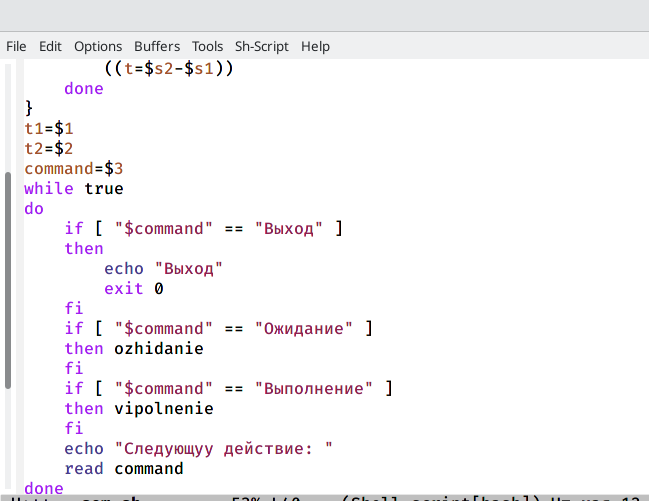 File Edit Options Buffers Tools Sh-Script Help
((t=$s2-$s1))
done
}
t1=$1
t2=$2
command=$3
while true
do
if [ "$command" == "Выход" ]
then
echo "Выход"
exit 0
fi
if [ "$command" == "Ожидание" ]
then ozhidanie
fi
if [ "$command" == "Выполнение" ]
then vipolnenie
fi
echo "Следующуу действие: "
read command
done